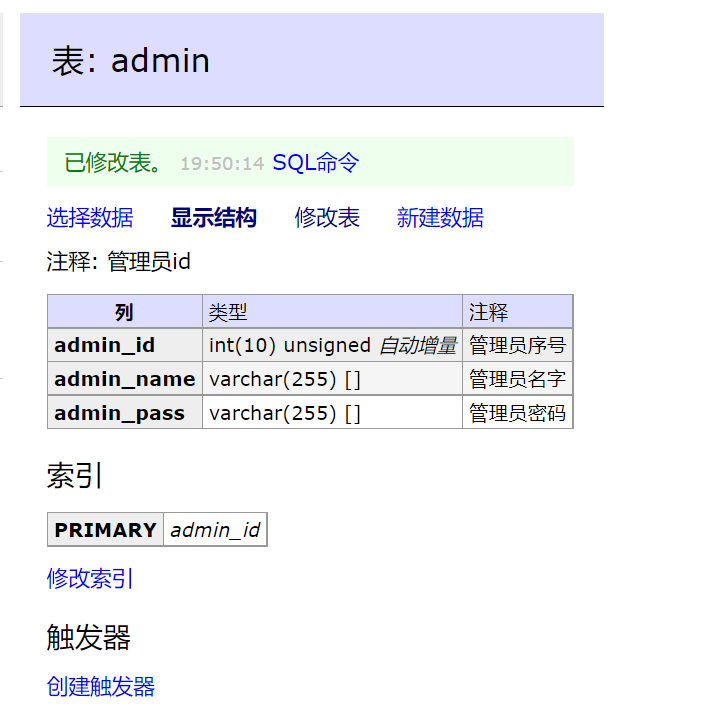 表: admin
已修改表。 19:50:14 SQL命令
选择数据 显示结构 修改表 新建数据
注释: 管理员id
列 类型 注释
admin_id int(10) unsigned 自动增量 管理员序号
admin_name varchar(255) [] 管理员名字
admin_pass varchar(255) [] 管理员密码
索引
PRIMARY admin_id
修改索引
触发器
创建触发器